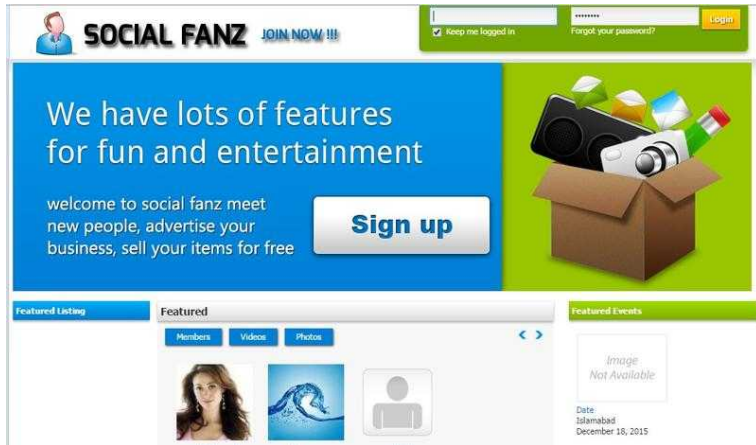 SOCIAL FANZ JOIN NOW !!!
********
Login
Keep me logged in
Forgot your password?
We have lots of features
for fun and entertainment
welcome to social fanz meet
new people, advertise your
business, sell your items for free
Sign up
Featured Listing
Featured
Members Videos Photos
Featured Events
Image
Not Available
Date
Islamabad
December 18, 2015